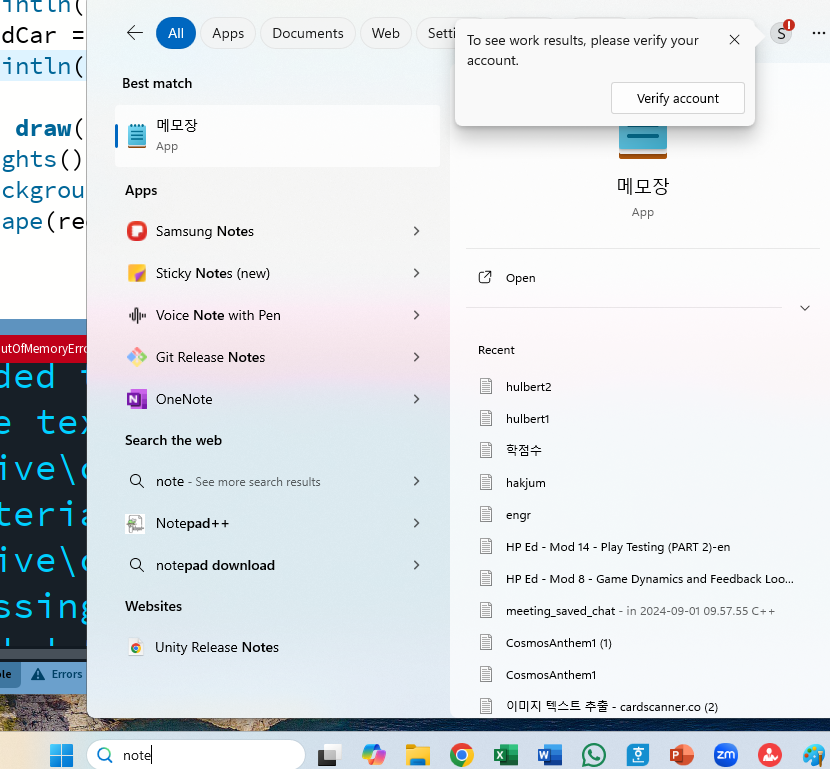 intln(
dCar =
intln(
draw(
ghts()
ckgrou
ape(re
utOfMemoryErro
ded t
e tex
ive\
teria
ive\
ssing
ole
Errors
All
Apps
Documents
Web
Setti
To see work results, please verify your
account.
Verify account
S
Best match
메모장
App
Apps
Samsung Notes
Sticky Notes (new)
Voice Note with Pen
Git Release Notes
OneNote
Search the web
note - See more search results
Notepad++
notepad download
Websites
Unity Release Notes
메모장
App
Open
Recent
hulbert2
hulbert1
학점수
hakjum
engr
HP Ed - Mod 14 - Play Testing (PART 2)-en
HP Ed - Mod 8 - Game Dynamics and Feedback Loo...
meeting_saved_chat - in 2024-09-01 09.57.55 C++
CosmosAnthem1 (1)
CosmosAnthem1
이미지 텍스트 추출 - cardscanner.co (2)
note
zm